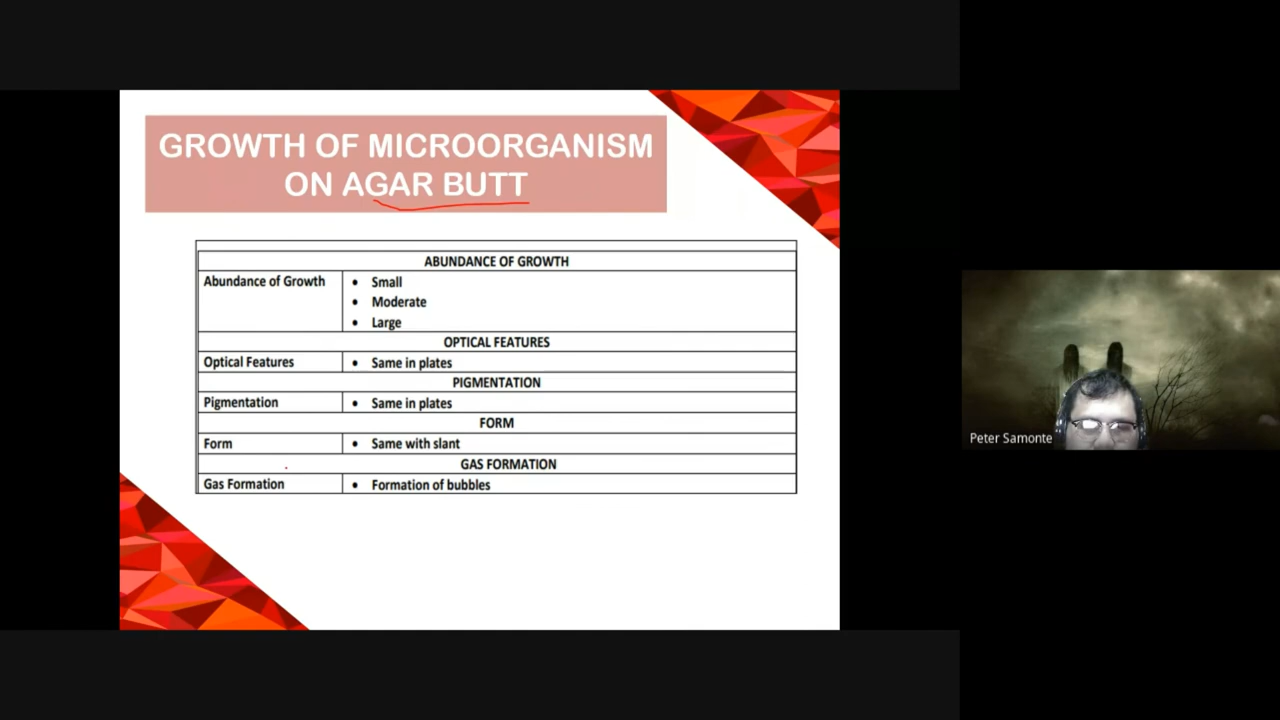 GROWTH OF MICROORGANISM
ON AGAR BUTT
ABUNDANCE OF GROWTH
Abundance of Growth • Small
• Moderate
• Large
OPTICAL FEATURES
Optical Features • Same in plates
PIGMENTATION
Pigmentation • Same in plates
FORM
Form • Same with slant
GAS FORMATION
Gas Formation • Formation of bubbles
Peter Samonte